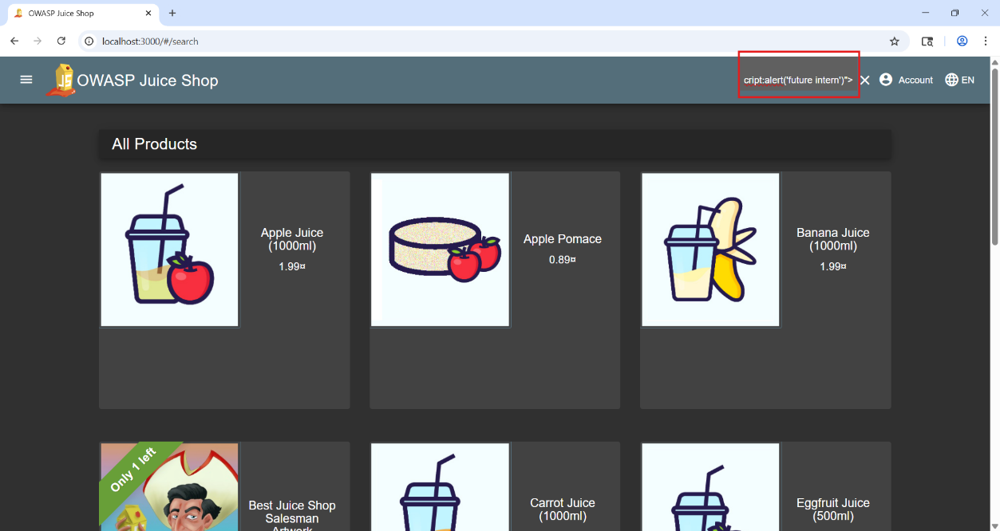 OWASP Juice Shop
localhost:3000/#/search
OWASP Juice Shop
cript:alert('future intern')">
Account
EN
All Products
Apple Juice
(1000ml)
1.99¤
Apple Pomace
0.89¤
Banana Juice
(1000ml)
1.99¤
Only 1 left
Best Juice Shop
Salesman
Artwork
Carrot Juice
(1000ml)
Eggfruit Juice
(500ml)